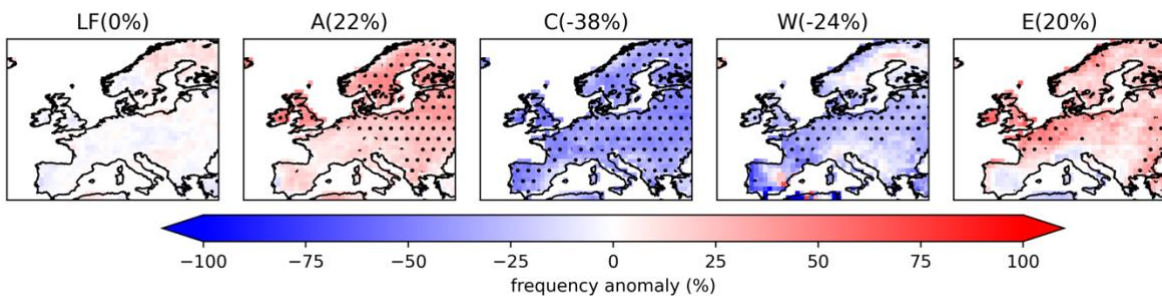 LF(0%) A(22%) C(-38%) W(-24%) E(20%)
−100 −75 −50 −25 0 25 50 75 100
frequency anomaly (%)